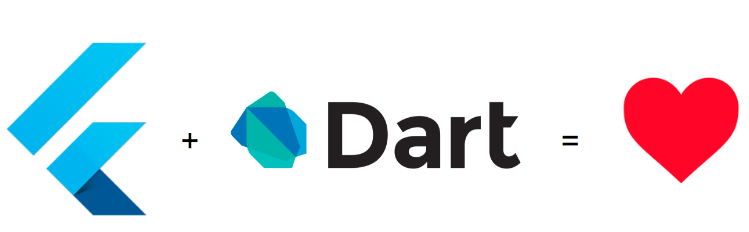 + Dart =